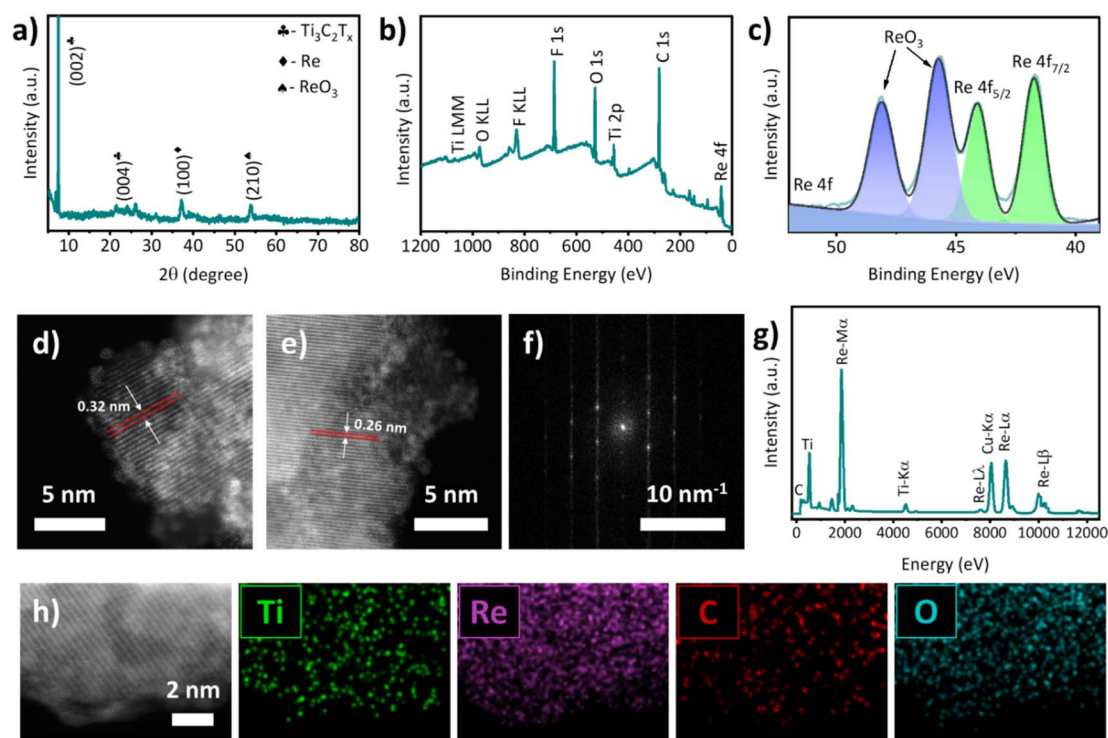 a)
♣- Ti₃C₂Tₓ
♦- Re
♠- ReO₃
♣
(002)
♣
(004)
♦
(100)
♠
(210)
Intensity (a.u.)
10 20 30 40 50 60 70 80
2θ (degree)
b)
Ti LMM
O KLL
F KLL
F 1s
O 1s
Ti 2p
C 1s
Re 4f
Intensity (a.u.)
1200 1000 800 600 400 200 0
Binding Energy (eV)
c)
ReO₃
Re 4f₅/₂
Re 4f₇/₂
Re 4f
Intensity (a.u.)
50 45 40
Binding Energy (eV)
d)
0.32 nm
5 nm
e)
0.26 nm
5 nm
f)
10 nm⁻¹
g)
C
Ti
Re-Mα
Ti-Kα
Re-Lλ
Cu-Kα
Re-Lα
Re-Lβ
Intensity (a.u.)
0 2000 4000 6000 8000 10000 12000
Energy (eV)
h)
2 nm
Ti
Re
C
O